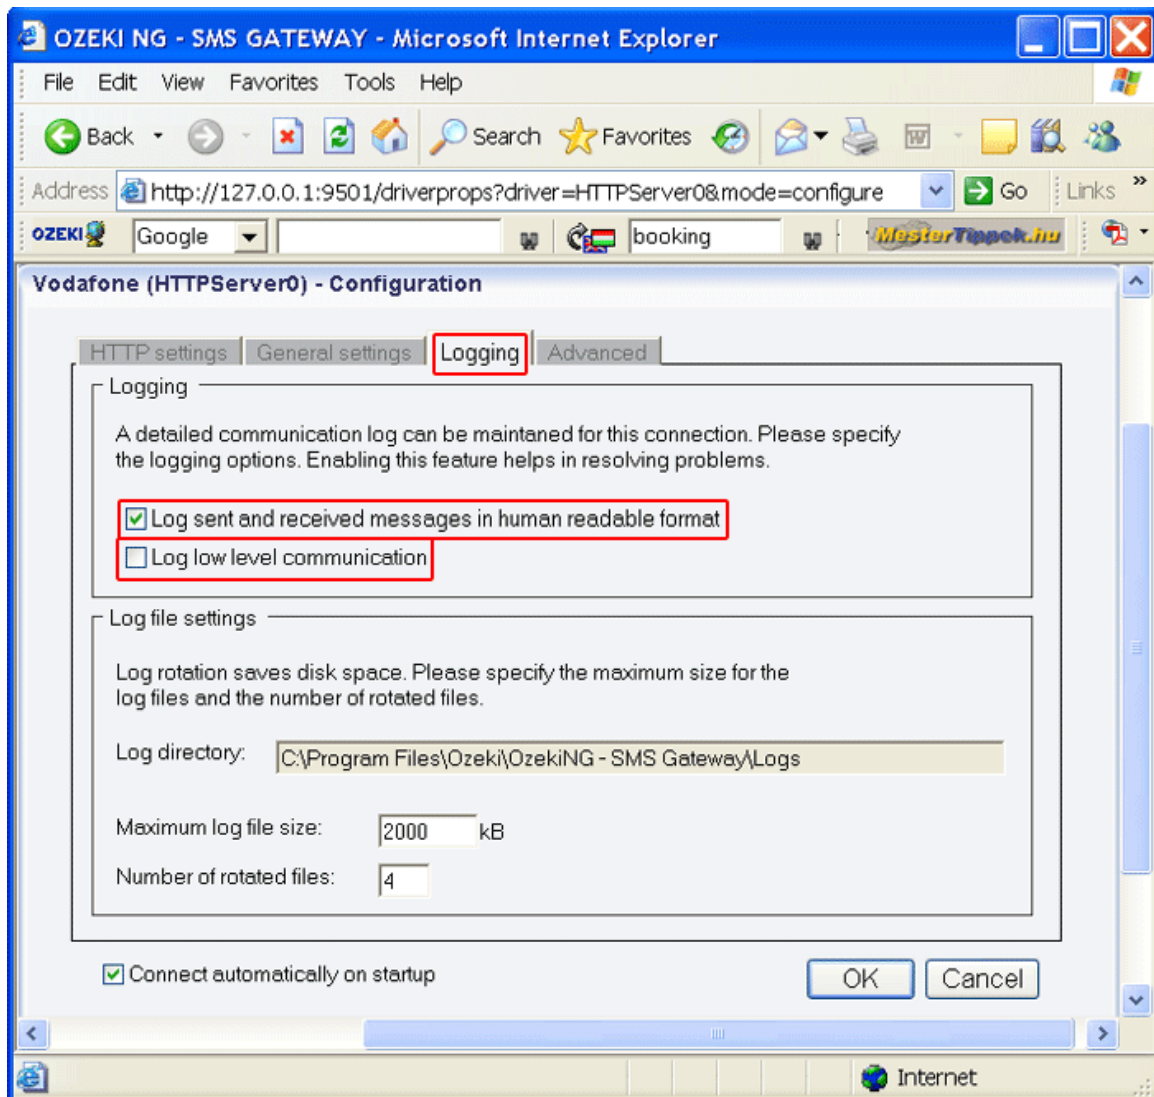 OZEKI NG - SMS GATEWAY - Microsoft Internet Explorer
File Edit View Favorites Tools Help
Back Search Favorites
Address http://127.0.0.1:9501/driverprops?driver=HTTPServer0&mode=configure Go Links »
OZEKI Google booking MesterTippek.hu
Vodafone (HTTPServer0) - Configuration
HTTP settings General settings Logging Advanced
Logging
A detailed communication log can be maintaned for this connection. Please specify
the logging options. Enabling this feature helps in resolving problems.
Log sent and received messages in human readable format
Log low level communication
Log file settings
Log rotation saves disk space. Please specify the maximum size for the
log files and the number of rotated files.
Log directory: C:\Program Files\Ozeki\OzekiNG - SMS Gateway\Logs
Maximum log file size: 2000 kB
Number of rotated files: 4
Connect automatically on startup OK Cancel
Internet